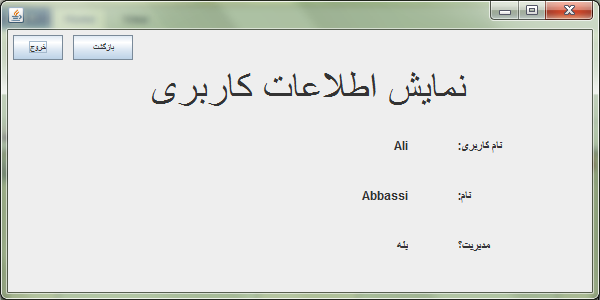 خروج
بازگشت
نمایش اطلاعات کاربری
نام کاربری: Ali
نام: Abbassi
مدیریت؟ بله